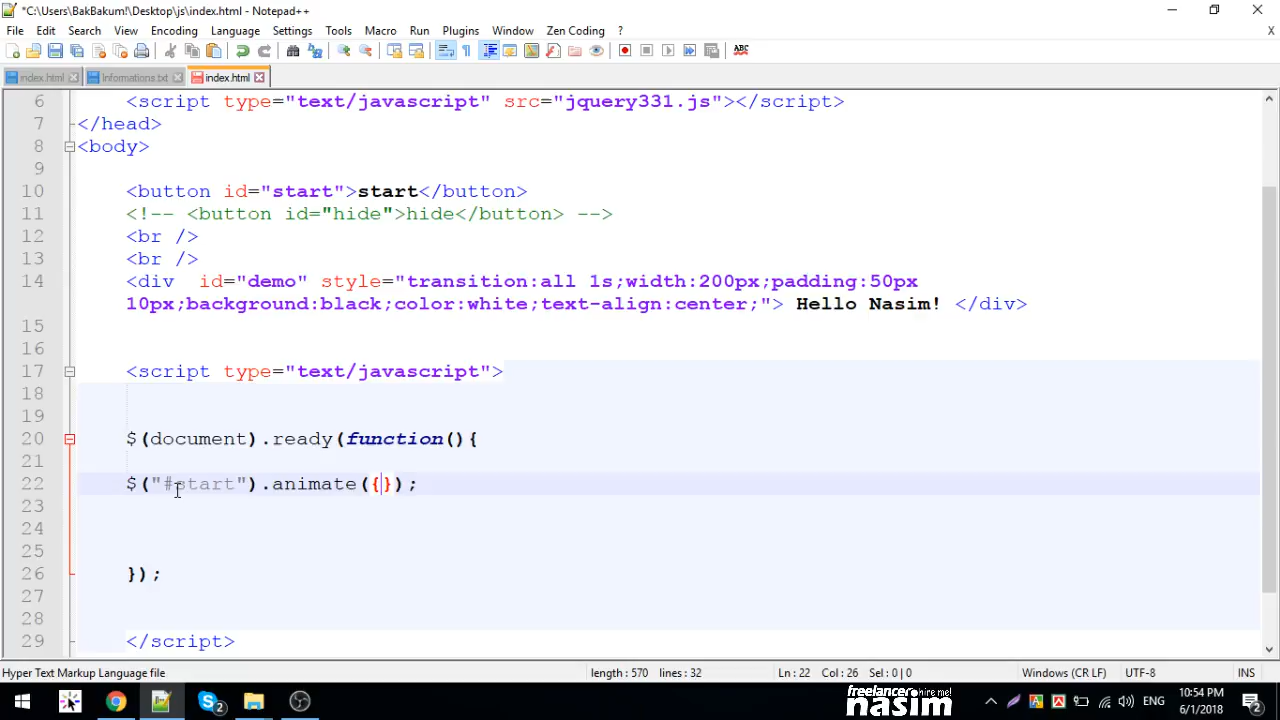 *C:\Users\BakBakum!\Desktop\js\index.html - Notepad++
File Edit Search View Encoding Language Settings Tools Macro Run Plugins Window Zen Coding ? X
ABC
index.html Informations.txt index.html
6 <script type="text/javascript" src="jquery331.js"></script>
7 </head>
8 <body>
9
10 <button id="start">start</button>
11 <!-- <button id="hide">hide</button> -->
12 <br />
13 <br />
14 <div  id="demo" style="transition:all 1s;width:200px;padding:50px
10px;background:black;color:white;text-align:center;"> Hello Nasim! </div>
15
16
17 <script type="text/javascript">
18
19
20 $(document).ready(function(){
21
22 $("#start").animate({});
23
24
25
26 });
27
28
29 </script>
Hyper Text Markup Language file length : 570 lines : 32 Ln : 22 Col : 26 Sel : 0 | 0 Windows (CR LF) UTF-8 INS
freelancer hire me!
nasim
ENG
10:54 PM
6/1/2018
2
2